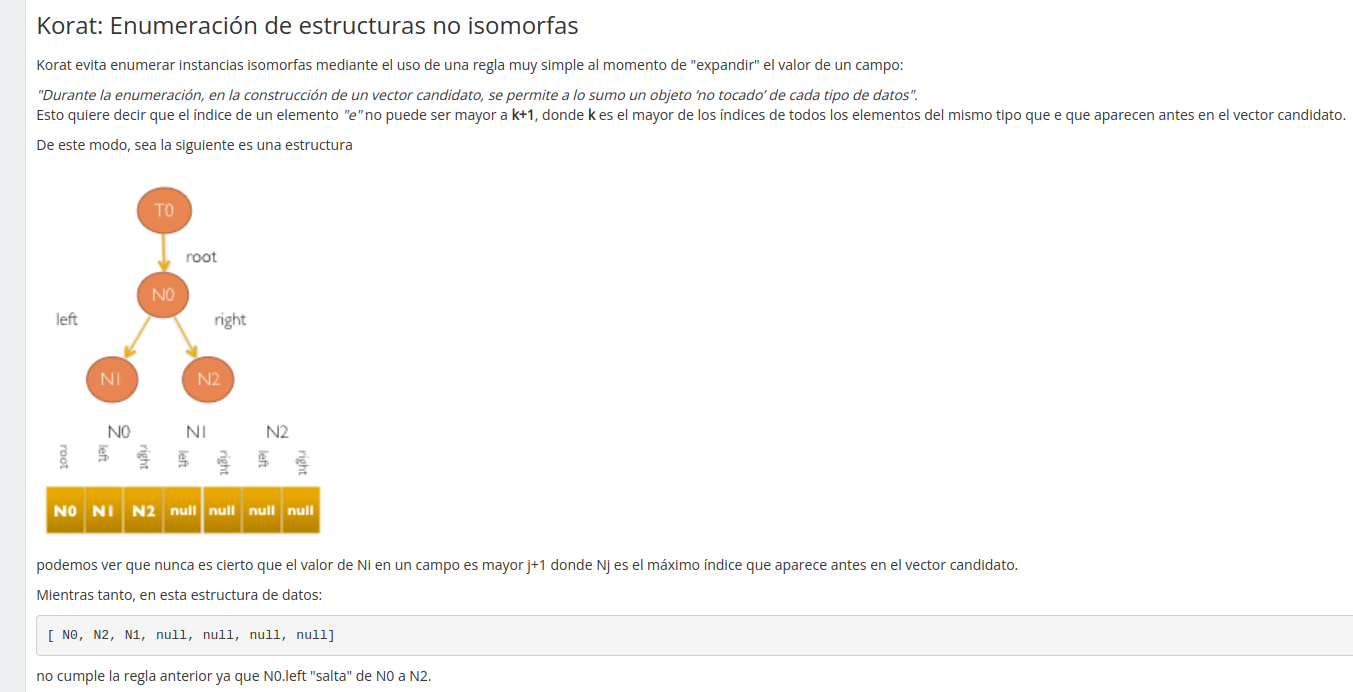 Korat: Enumeración de estructuras no isomorfas
Korat evita enumerar instancias isomorfas mediante el uso de una regla muy simple al momento de "expandir" el valor de un campo:
"Durante la enumeración, en la construcción de un vector candidato, se permite a lo sumo un objeto 'no tocado' de cada tipo de datos".
Esto quiere decir que el índice de un elemento "e" no puede ser mayor a k+1, donde k es el mayor de los índices de todos los elementos del mismo tipo que e que aparecen antes en el vector candidato.
De este modo, sea la siguiente es una estructura
T0
root
N0
left right
N1 N2
N0 N1 N2
root left right left right left right
N0 N1 N2 null null null null
podemos ver que nunca es cierto que el valor de Ni en un campo es mayor j+1 donde Nj es el máximo índice que aparece antes en el vector candidato.
Mientras tanto, en esta estructura de datos:
[ N0, N2, N1, null, null, null, null]
no cumple la regla anterior ya que N0.left "salta" de N0 a N2.